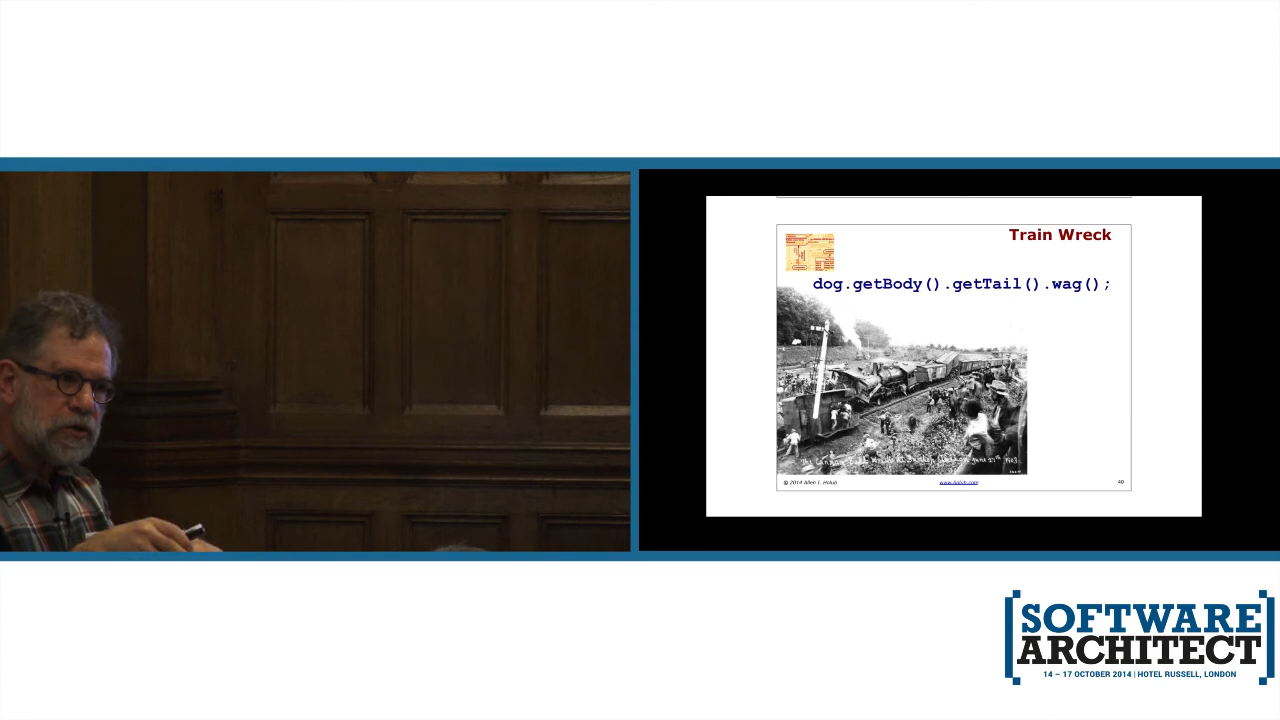 Train Wreck
dog.getBody().getTail().wag();
© 2014 Allen I. Holub
www.holub.com
40
SOFTWARE
ARCHITECT
14 – 17 OCTOBER 2014 | HOTEL RUSSELL, LONDON